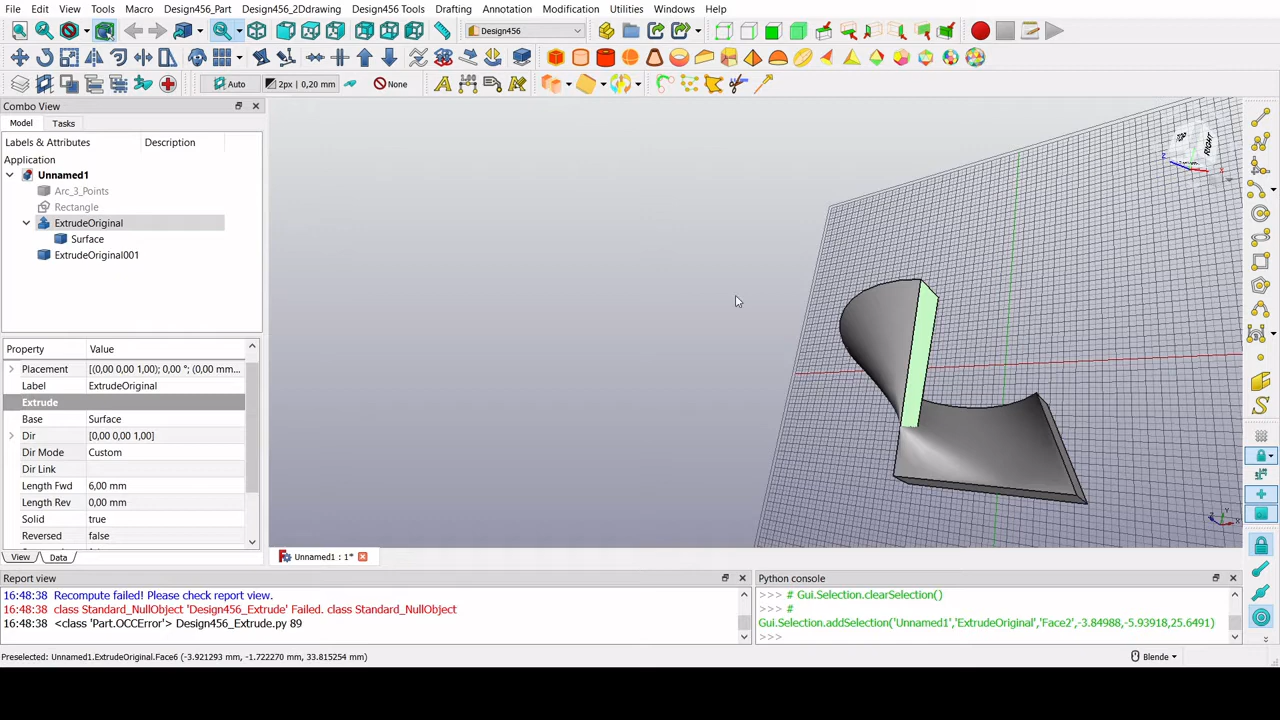 File Edit View Tools Macro Design456_Part Design456_2Ddrawing Design456 Tools Drafting Annotation Modification Utilities Windows Help
Design456
Auto 2px | 0,20 mm None
Combo View
Model Tasks
Labels & Attributes Description
Application
Unnamed1
Arc_3_Points
Rectangle
ExtrudeOriginal
Surface
ExtrudeOriginal001
TOP RIGHT
Property Value
Placement [(0,00 0,00 1,00); 0,00 °; (0,00 mm...
Label ExtrudeOriginal
Extrude
Base Surface
Dir [0,00 0,00 1,00]
Dir Mode Custom
Dir Link
Length Fwd 6,00 mm
Length Rev 0,00 mm
Solid true
Reversed false
View Data
Unnamed1 : 1*
Report view
16:48:38 Recompute failed! Please check report view.
16:48:38 class Standard_NullObject 'Design456_Extrude' Failed. class Standard_NullObject
16:48:38 <class 'Part.OCCError'> Design456_Extrude.py 89
Python console
>>> # Gui.Selection.clearSelection()
>>> #
Gui.Selection.addSelection('Unnamed1','ExtrudeOriginal','Face2',-3.84988,-5.93918,25.6491)
>>>
Preselected: Unnamed1.ExtrudeOriginal.Face6 (-3.921293 mm, -1.722270 mm, 33.815254 mm)
Blende